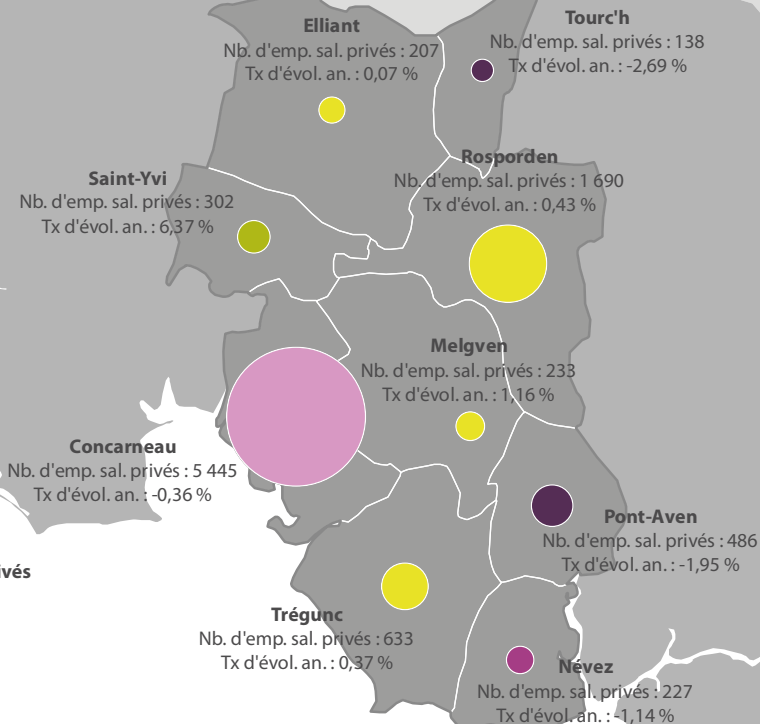 Elliant
Nb. d'emp. sal. privés : 207
Tx d'évol. an. : 0,07 %
Tourc'h
Nb. d'emp. sal. privés : 138
Tx d'évol. an. : -2,69 %
Rosporden
Nb. d'emp. sal. privés : 1 690
Tx d'évol. an. : 0,43 %
Saint-Yvi
Nb. d'emp. sal. privés : 302
Tx d'évol. an. : 6,37 %
Melgven
Nb. d'emp. sal. privés : 233
Tx d'évol. an. : 1,16 %
Concarneau
Nb. d'emp. sal. privés : 5 445
Tx d'évol. an. : -0,36 %
Pont-Aven
Nb. d'emp. sal. privés : 486
Tx d'évol. an. : -1,95 %
ivés
Trégunc
Nb. d'emp. sal. privés : 633
Tx d'évol. an. : 0,37 %
Névez
Nb. d'emp. sal. privés : 227
Tx d'évol. an. : -1,14 %